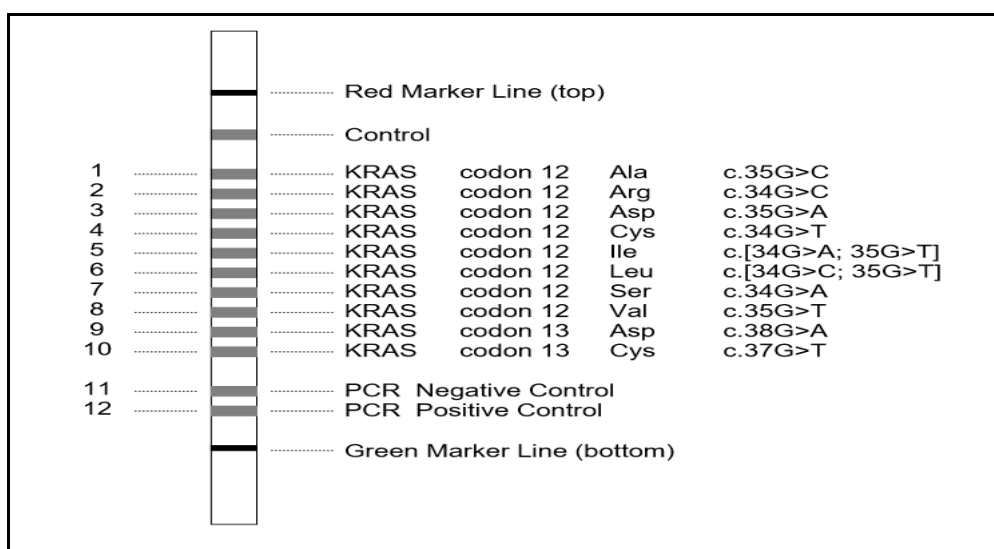 Red Marker Line (top)
Control
1 KRAS codon 12 Ala c.35G>C
2 KRAS codon 12 Arg c.34G>C
3 KRAS codon 12 Asp c.35G>A
4 KRAS codon 12 Cys c.34G>T
5 KRAS codon 12 Ile c.[34G>A; 35G>T]
6 KRAS codon 12 Leu c.[34G>C; 35G>T]
7 KRAS codon 12 Ser c.34G>A
8 KRAS codon 12 Val c.35G>T
9 KRAS codon 13 Asp c.38G>A
10 KRAS codon 13 Cys c.37G>T
11 PCR Negative Control
12 PCR Positive Control
Green Marker Line (bottom)